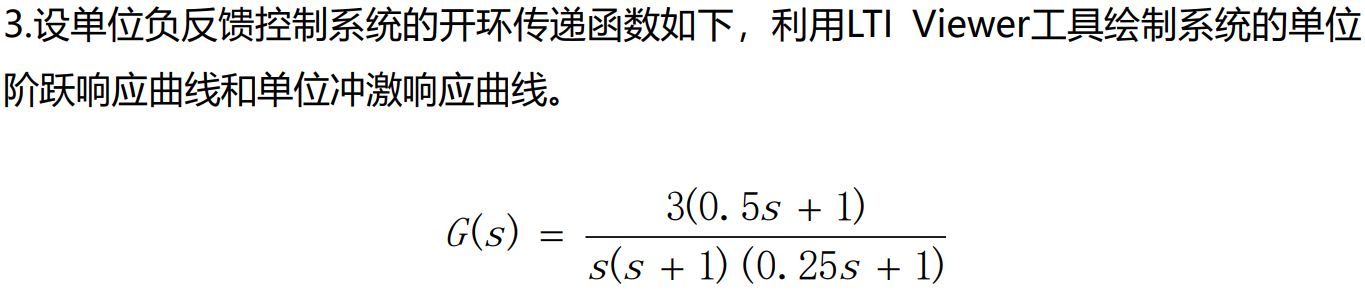 3.设单位负反馈控制系统的开环传递函数如下，利用LTI Viewer工具绘制系统的单位
阶跃响应曲线和单位冲激响应曲线。
G(s) = 3(0.5s + 1) / s(s + 1)(0.25s + 1)